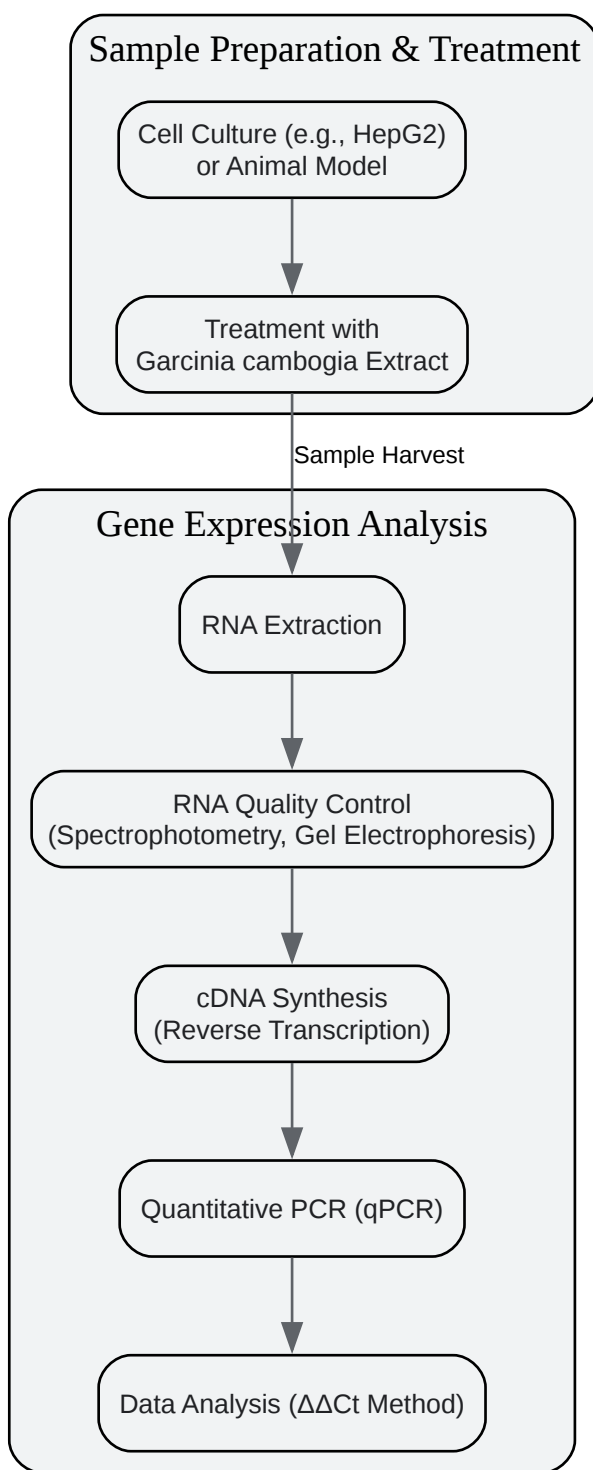 Sample Preparation & Treatment
Cell Culture (e.g., HepG2)
or Animal Model
Treatment with
Garcinia cambogia Extract
Sample Harvest
Gene Expression Analysis
RNA Extraction
RNA Quality Control
(Spectrophotometry, Gel Electrophoresis)
cDNA Synthesis
(Reverse Transcription)
Quantitative PCR (qPCR)
Data Analysis (ΔΔCt Method)